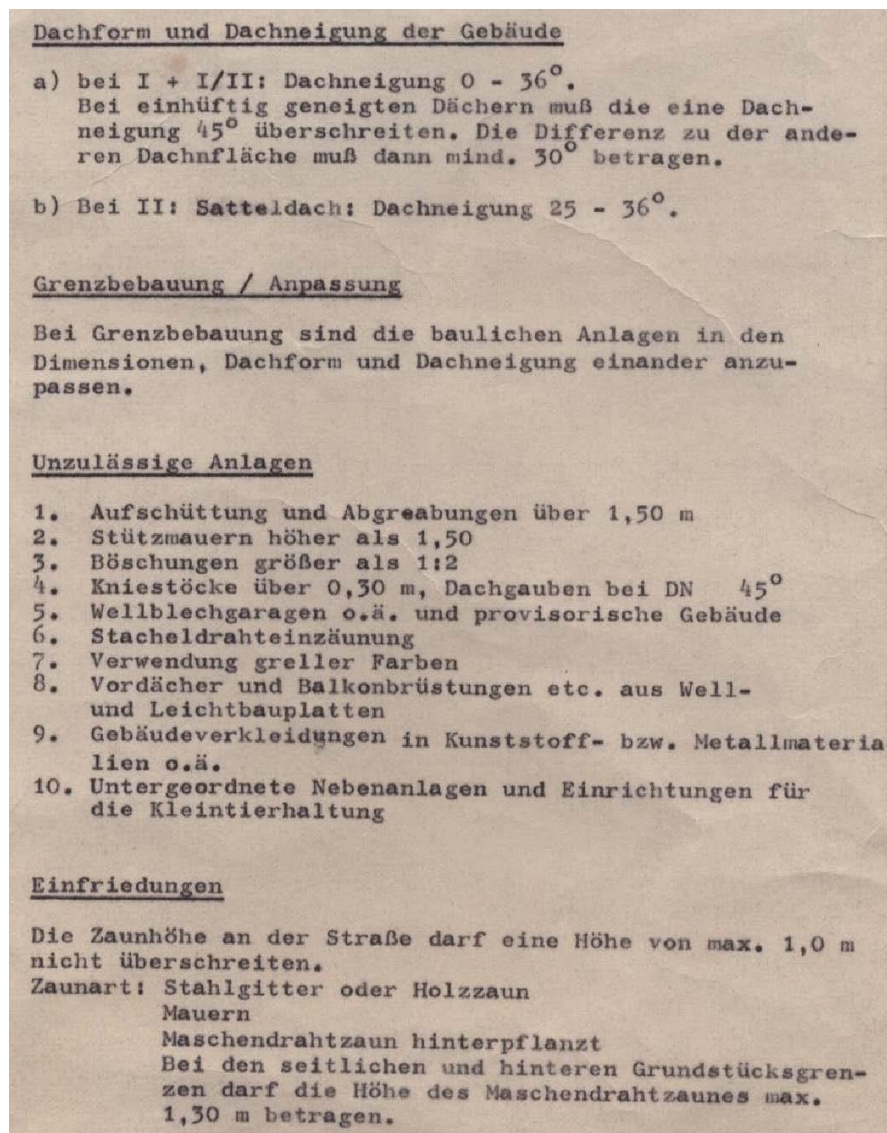 Dachform und Dachneigung der Gebäude
a) bei I + I/II: Dachneigung 0 - 36°.
Bei einhüftig geneigten Dächern muß die eine Dach-
neigung 45° überschreiten. Die Differenz zu der ande-
ren Dachnfläche muß dann mind. 30° betragen.
b) Bei II: Satteldach: Dachneigung 25 - 36°.
Grenzbebauung / Anpassung
Bei Grenzbebauung sind die baulichen Anlagen in den
Dimensionen, Dachform und Dachneigung einander anzu-
passen.
Unzulässige Anlagen
1. Aufschüttung und Abgreabungen über 1,50 m
2. Stützmauern höher als 1,50
3. Böschungen größer als 1:2
4. Kniestöcke über 0,30 m, Dachgauben bei DN 45°
5. Wellblechgaragen o.ä. und provisorische Gebäude
6. Stacheldrahteinzäunung
7. Verwendung greller Farben
8. Vordächer und Balkonbrüstungen etc. aus Well-
und Leichtbauplatten
9. Gebäudeverkleidungen in Kunststoff- bzw. Metallmateria
lien o.ä.
10. Untergeordnete Nebenanlagen und Einrichtungen für
die Kleintierhaltung
Einfriedungen
Die Zaunhöhe an der Straße darf eine Höhe von max. 1,0 m
nicht überschreiten.
Zaunart: Stahlgitter oder Holzzaun
Mauern
Maschendrahtzaun hinterpflanzt
Bei den seitlichen und hinteren Grundstücksgren-
zen darf die Höhe des Maschendrahtzaunes max.
1,30 m betragen.